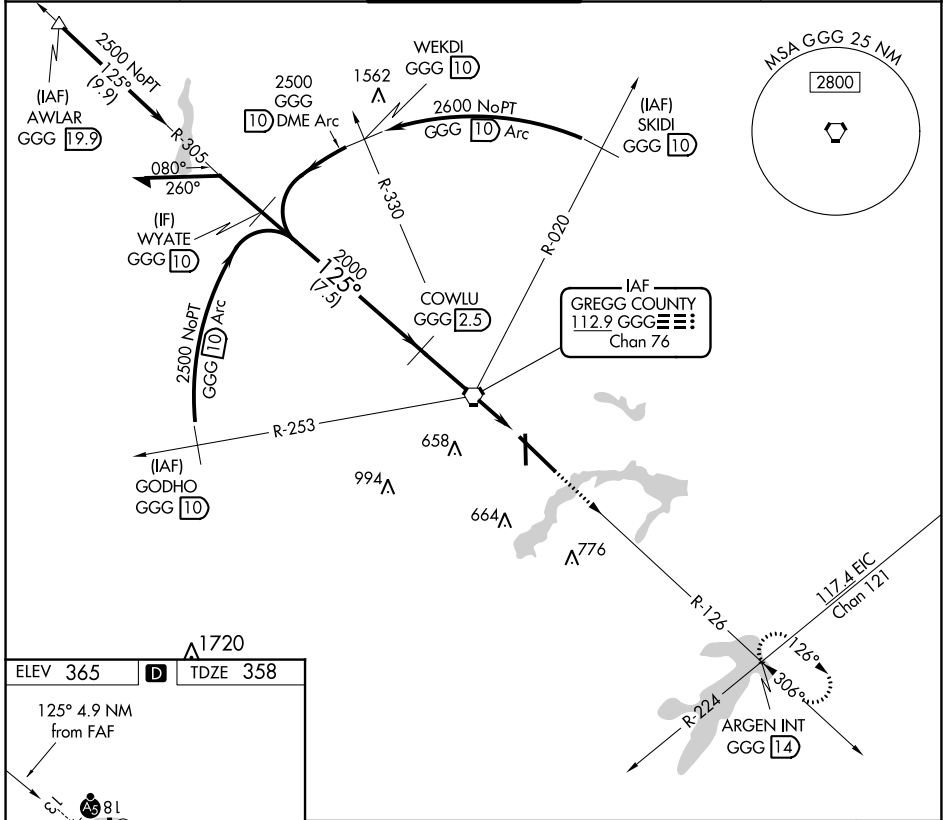 MSA GGG 25 NM
2800
2500 NoPT
125°
(9.9)
(IAF)
AWLAR
GGG 19.9
R-305
080°
260°
(IF)
WYATE
GGG 10
2500
GGG
10 DME Arc
1562
WEKDI
GGG 10
2600 NoPT
GGG 10 Arc
(IAF)
SKIDI
GGG 10
R-330
R-020
2000
125°
(7.5)
COWLU
GGG 2.5
IAF
GREGG COUNTY
112.9 GGG
Chan 76
2500 NoPT
GGG 10 Arc
R-253
(IAF)
GODHO
GGG 10
658
994
664
776
117.4 EIC
Chan 121
R-126
126°
306°
R-224
ARGEN INT
GGG 14
1720
ELEV 365 D TDZE 358
125° 4.9 NM
from FAF
13
A5
18